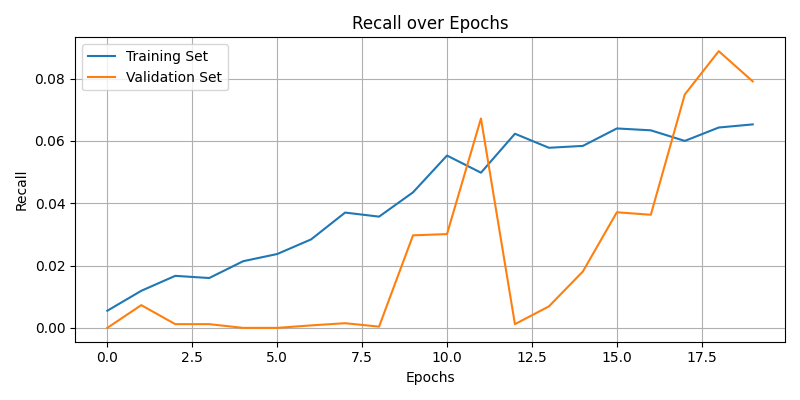 Recall over Epochs
Training Set
Validation Set
Recall
0.08
0.06
0.04
0.02
0.00
0.0 2.5 5.0 7.5 10.0 12.5 15.0 17.5
Epochs